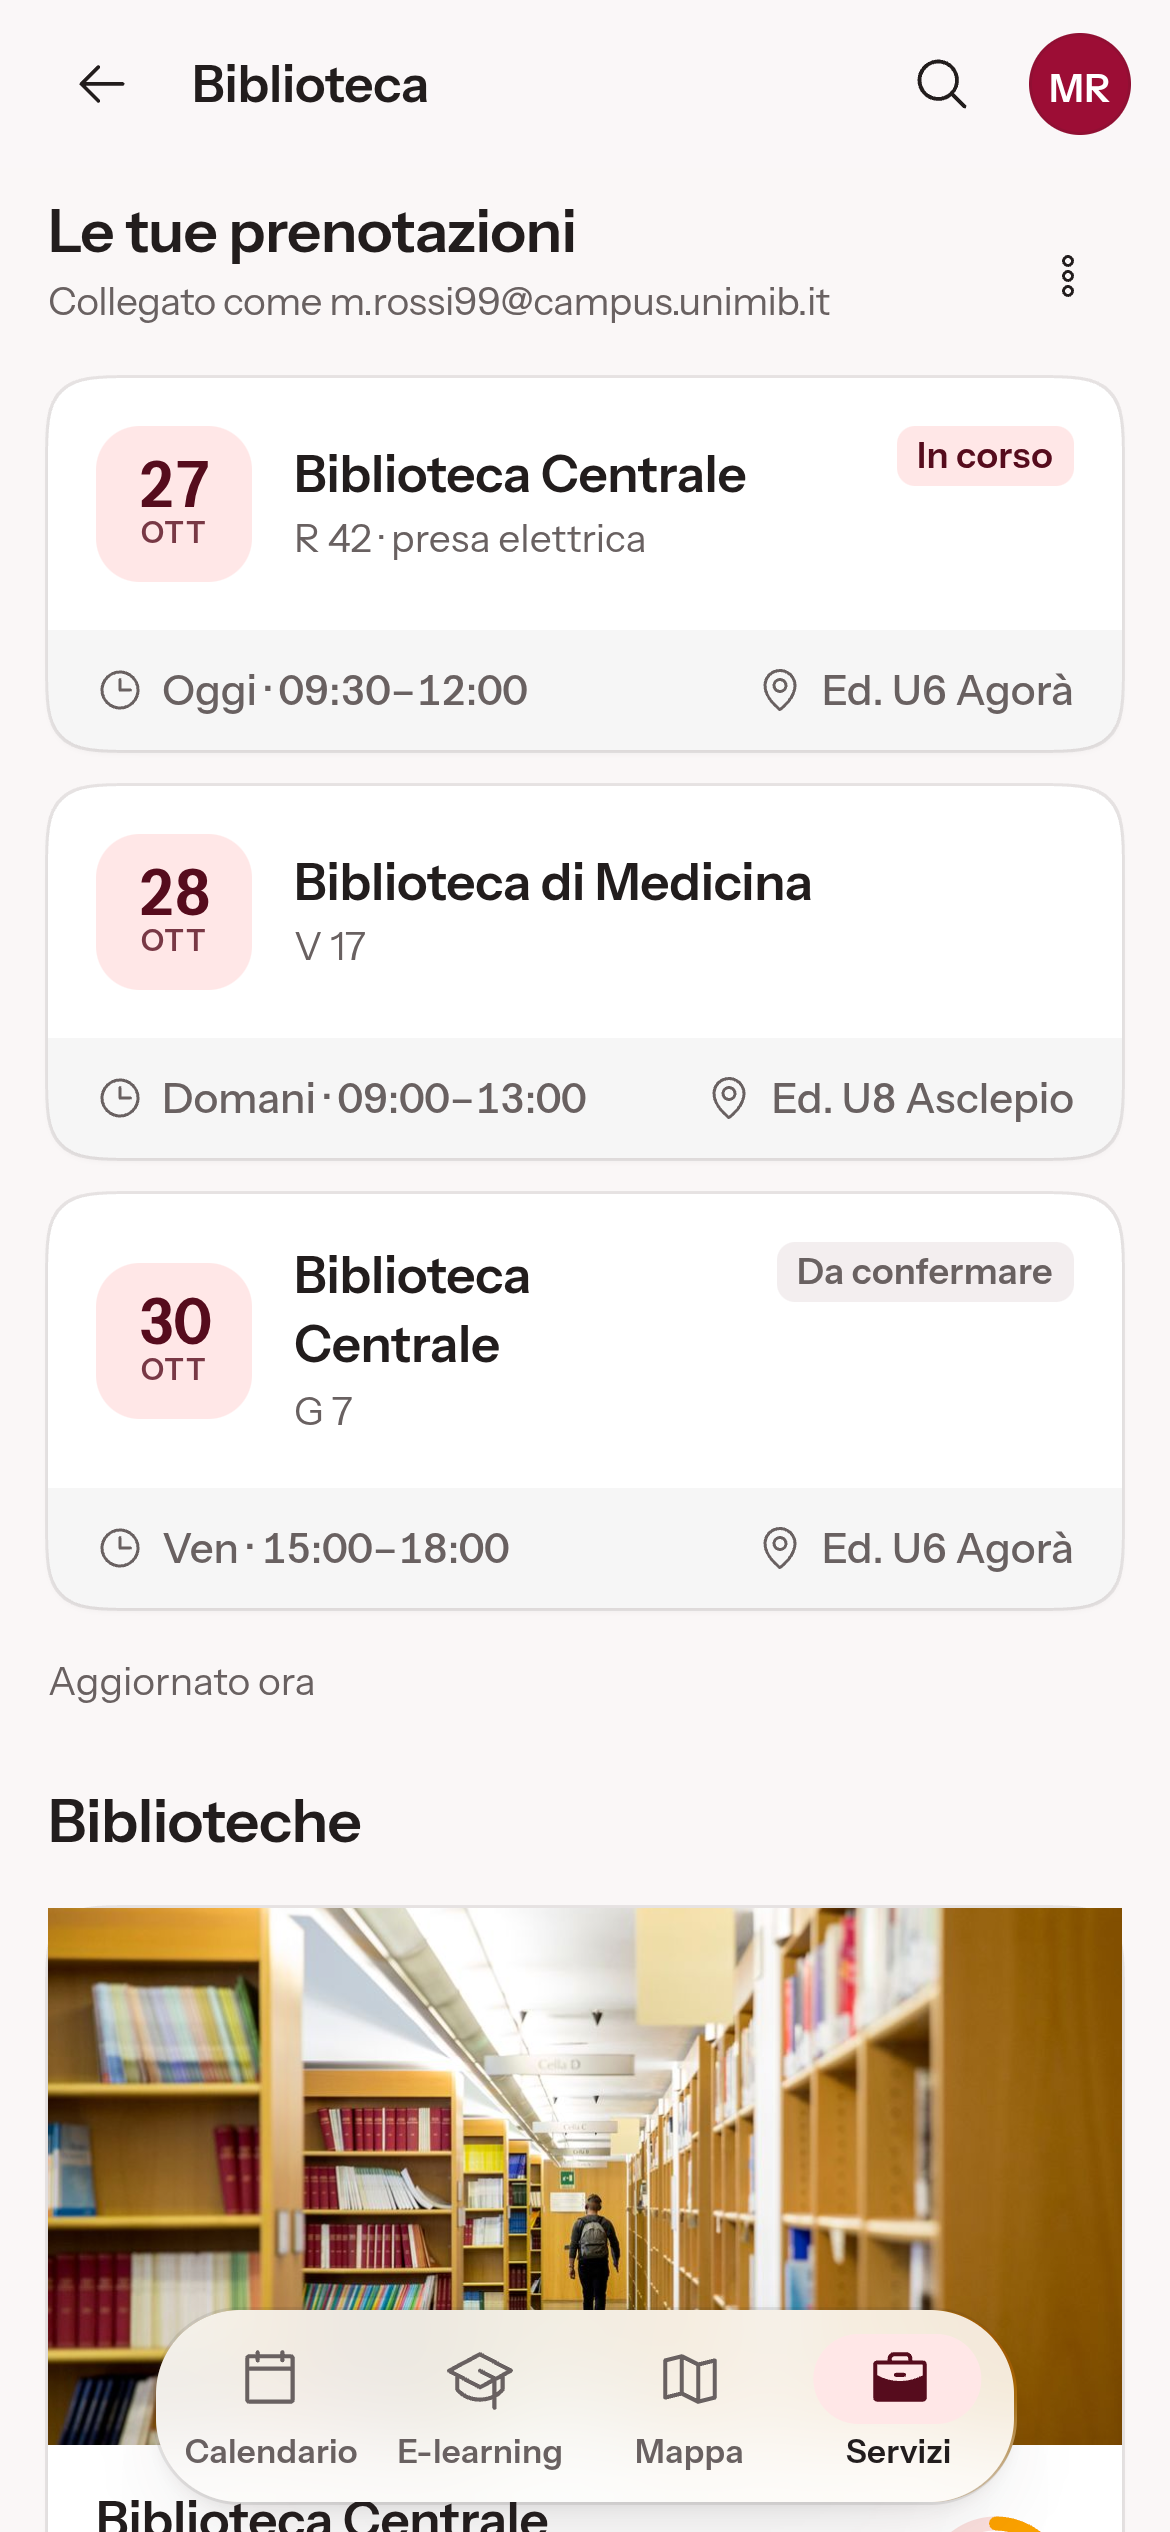 Biblioteca
MR
Le tue prenotazioni
Collegato come m.rossi99@campus.unimib.it
27
OTT
Biblioteca Centrale
R 42 · presa elettrica
In corso
Oggi · 09:30–12:00
Ed. U6 Agorà
28
OTT
Biblioteca di Medicina
V 17
Domani · 09:00–13:00
Ed. U8 Asclepio
30
OTT
Biblioteca
Centrale
G 7
Da confermare
Ven · 15:00–18:00
Ed. U6 Agorà
Aggiornato ora
Biblioteche
Cella D
Calendario
E-learning
Mappa
Servizi
Biblioteca Centrale